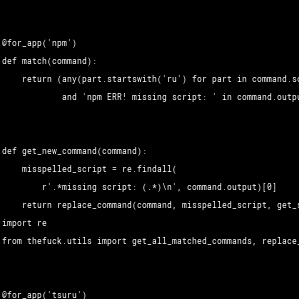 @for_app('npm')
def match(command):
return (any(part.startswith('ru') for part in command.sc
and 'npm ERR! missing script: ' in command.outpu
def get_new_command(command):
misspelled_script = re.findall(
r'.*missing script: (.*)\n', command.output)[0]
return replace_command(command, misspelled_script, get_s
import re
from thefuck.utils import get_all_matched_commands, replace_
@for_app('tsuru')